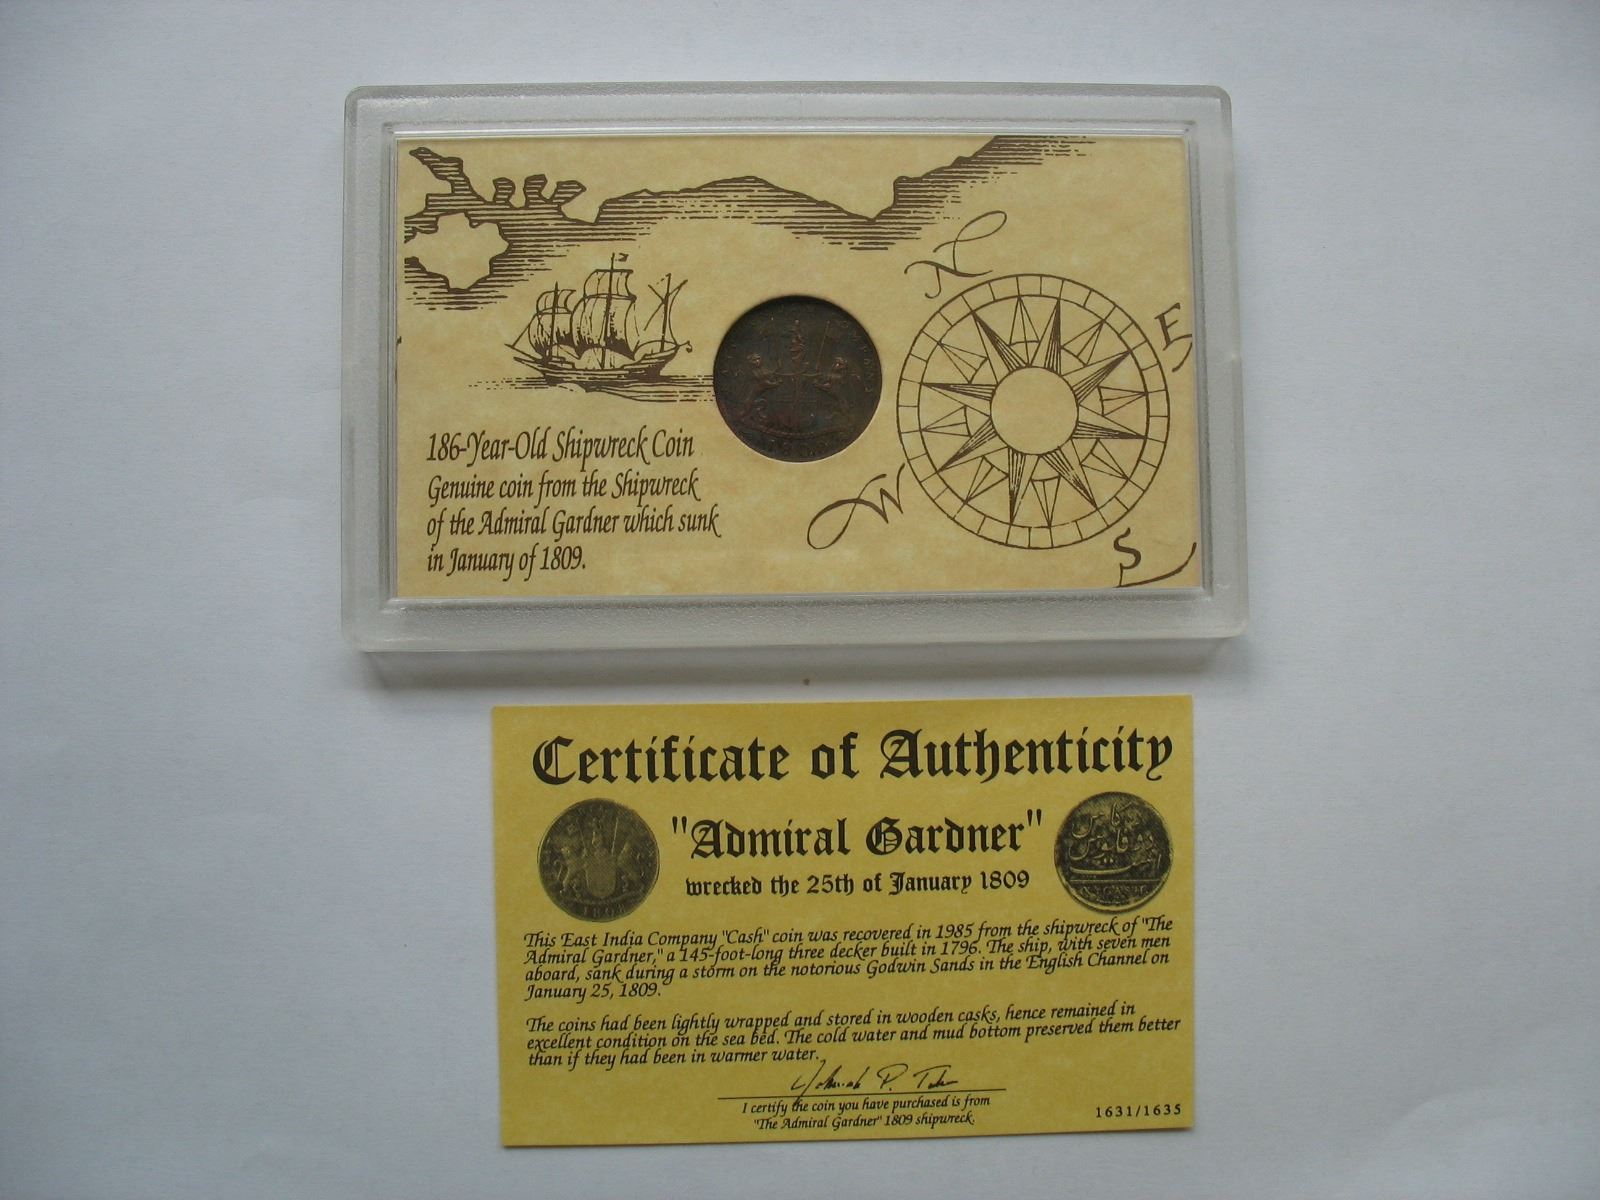 N
E
W
S
186-Year-Old Shipwreck Coin
Genuine coin from the Shipwreck
of the Admiral Gardner which sunk
in January of 1809.
Certificate of Authenticity
"Admiral Gardner"
wrecked the 25th of January 1809
1808
This East India Company "Cash" coin was recovered in 1985 from the shipwreck of "The
Admiral Gardner," a 145-foot-long three decker built in 1796. The ship, with seven men
aboard, sank during a storm on the notorious Godwin Sands in the English Channel on
January 25, 1809.
The coins had been lightly wrapped and stored in wooden casks, hence remained in
excellent condition on the sea bed. The cold water and mud bottom preserved them better
than if they had been in warmer water.
I certify the coin you have purchased is from
"The Admiral Gardner" 1809 shipwreck.
1631/1635